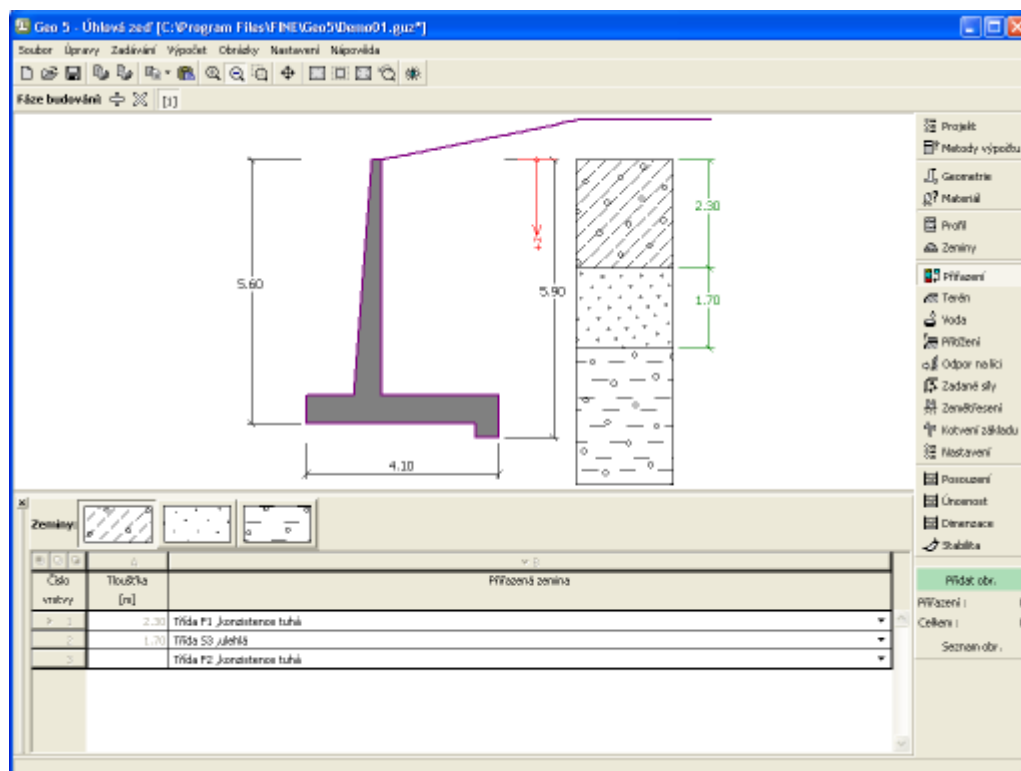 Geo 5 - Úhlová zeď [C:\Program Files\FINE\Geo5\Demo01.guz*]
Soubor Úpravy Zadávání Výpočet Obrázky Nastavení Nápověda
Fáze budování: [1]
5.60
5.90
4.10
+z
2.30
1.70
Projekt
Metody výpočtu
Geometrie
Materiál
Profil
Zeminy
Přiřazení
Terén
Voda
Přitížení
Odpor na líci
Zadané síly
Zemětřesení
Kotvení základu
Nastavení
Posouzení
Únosnost
Dimenzace
Stabilita
Přidat obr.
Přiřazení :
Celkem :
Seznam obr.
Zeminy:
Číslo vrstvy
Tloušťka [m]
Přiřazená zemina
1 2.30 Třída F1 ,konzistence tuhá
2 1.70 Třída S3 ,ulehlá
3 Třída F2 ,konzistence tuhá